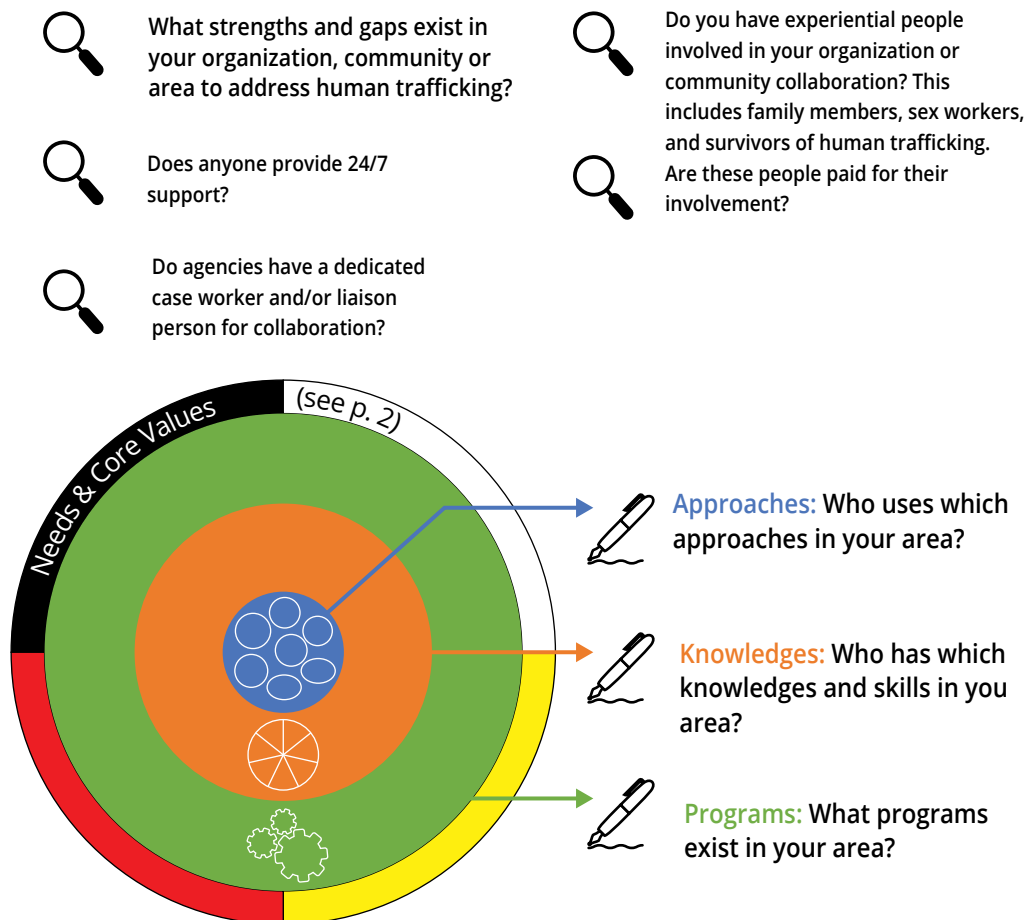 What strengths and gaps exist in
your organization, community or
area to address human trafficking?
Does anyone provide 24/7
support?
Do agencies have a dedicated
case worker and/or liaison
person for collaboration?
Do you have experiential people
involved in your organization or
community collaboration? This
includes family members, sex workers,
and survivors of human trafficking.
Are these people paid for their
involvement?
Needs & Core Values
(see p. 2)
Approaches: Who uses which
approaches in your area?
Knowledges: Who has which
knowledges and skills in you
area?
Programs: What programs
exist in your area?